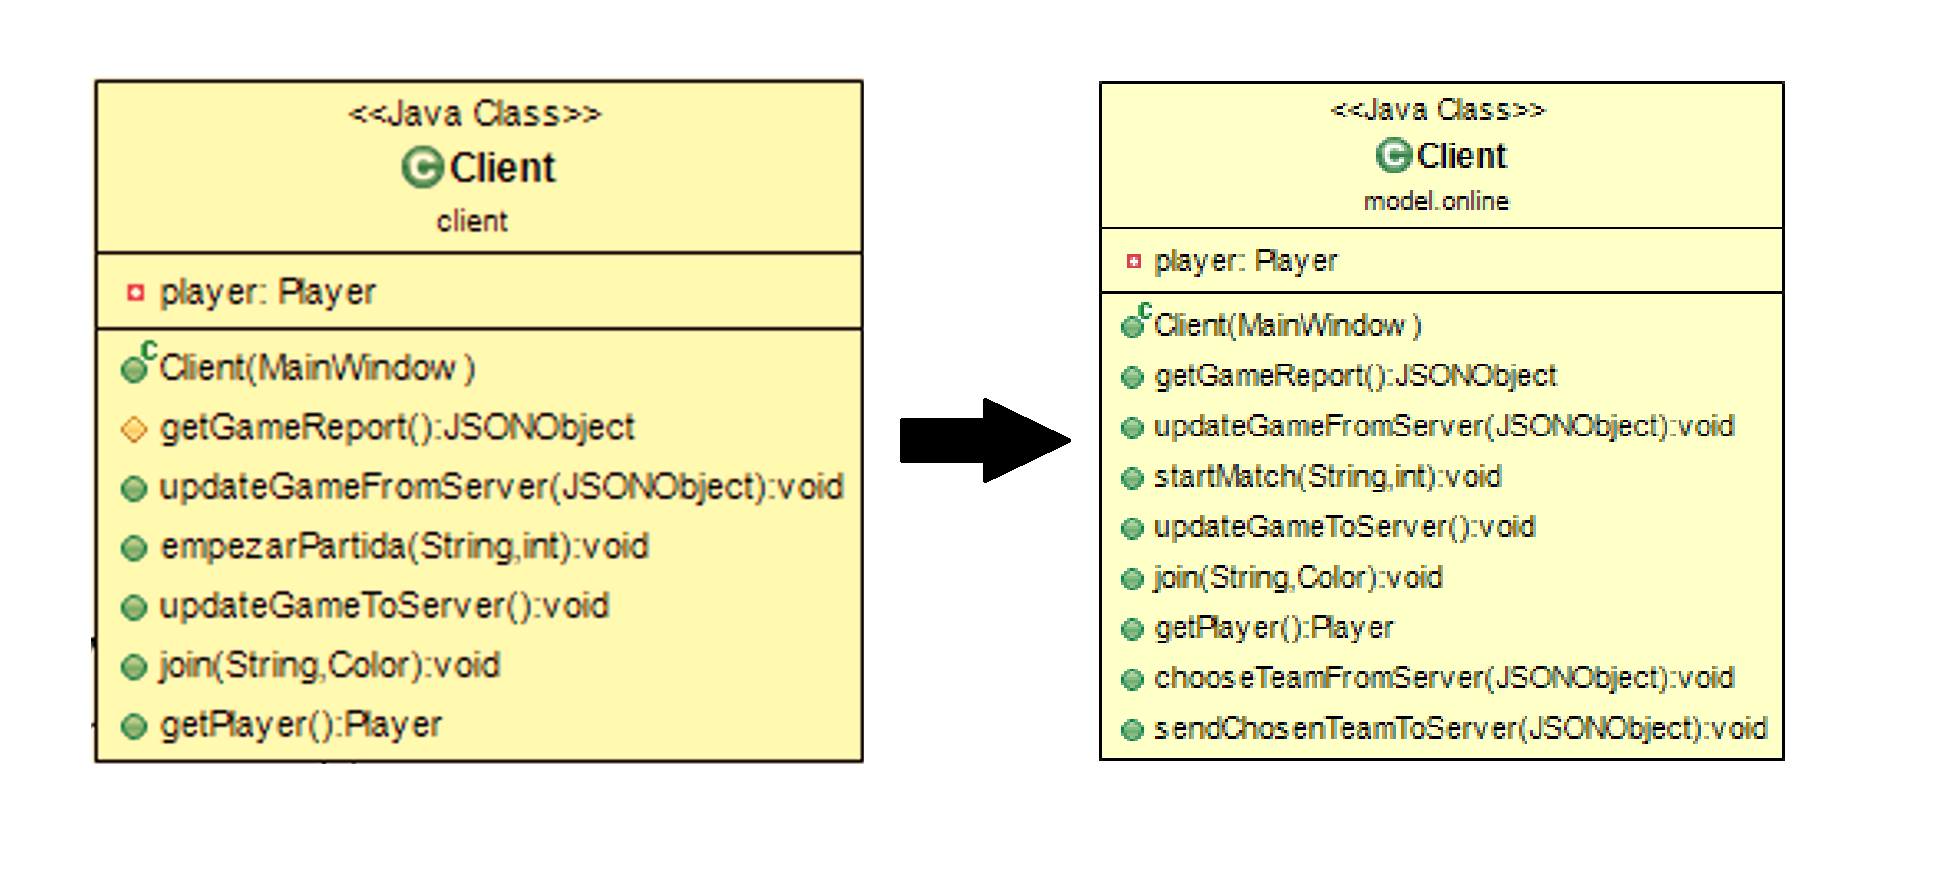 <<Java Class>>
Client
client
player: Player
Client(MainWindow)
getGameReport():JSONObject
updateGameFromServer(JSONObject):void
empezarPartida(String,int):void
updateGameToServer():void
join(String,Color):void
getPlayer():Player
<<Java Class>>
Client
model.online
player: Player
Client(MainWindow)
getGameReport():JSONObject
updateGameFromServer(JSONObject):void
startMatch(String,int):void
updateGameToServer():void
join(String,Color):void
getPlayer():Player
chooseTeamFromServer(JSONObject):void
sendChosenTeamToServer(JSONObject):void